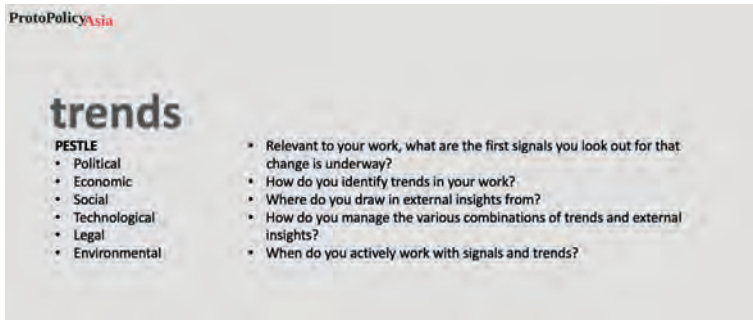 ProtoPolicyAsia
trends
PESTLE
• Political
• Economic
• Social
• Technological
• Legal
• Environmental
• Relevant to your work, what are the first signals you look out for that
change is underway?
• How do you identify trends in your work?
• Where do you draw in external insights from?
• How do you manage the various combinations of trends and external
insights?
• When do you actively work with signals and trends?